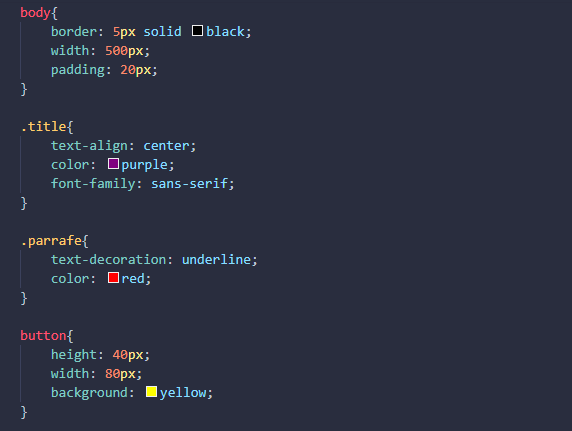 body{
    border: 5px solid black;
    width: 500px;
    padding: 20px;
}

.title{
    text-align: center;
    color: purple;
    font-family: sans-serif;
}

.parrafe{
    text-decoration: underline;
    color: red;
}

button{
    height: 40px;
    width: 80px;
    background: yellow;
}